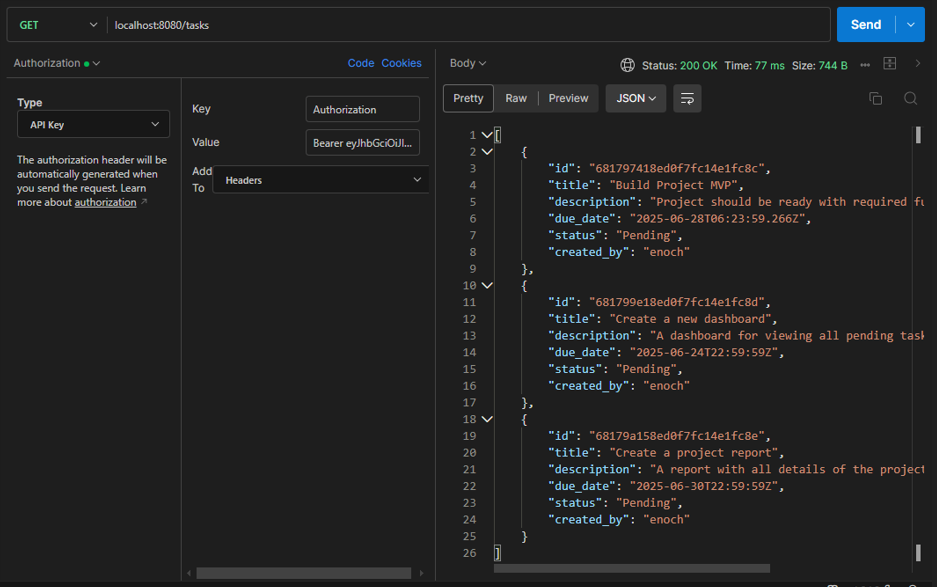 GET localhost:8080/tasks Send
Authorization Code Cookies
Type
API Key
The authorization header will be
automatically generated when
you send the request. Learn
more about authorization ↗
Key Authorization
Value Bearer eyJhbGciOiJI...
Add
To
Headers
Body Status: 200 OK Time: 77 ms Size: 744 B
Pretty Raw Preview JSON
1 [
2 {
3 "id": "681797418ed0f7fc14e1fc8c",
4 "title": "Build Project MVP",
5 "description": "Project should be ready with required fu
6 "due_date": "2025-06-28T06:23:59.266Z",
7 "status": "Pending",
8 "created_by": "enoch"
9 },
10 {
11 "id": "681799e18ed0f7fc14e1fc8d",
12 "title": "Create a new dashboard",
13 "description": "A dashboard for viewing all pending task
14 "due_date": "2025-06-24T22:59:59Z",
15 "status": "Pending",
16 "created_by": "enoch"
17 },
18 {
19 "id": "68179a158ed0f7fc14e1fc8e",
20 "title": "Create a project report",
21 "description": "A report with all details of the project
22 "due_date": "2025-06-30T22:59:59Z",
23 "status": "Pending",
24 "created_by": "enoch"
25 }
26 ]